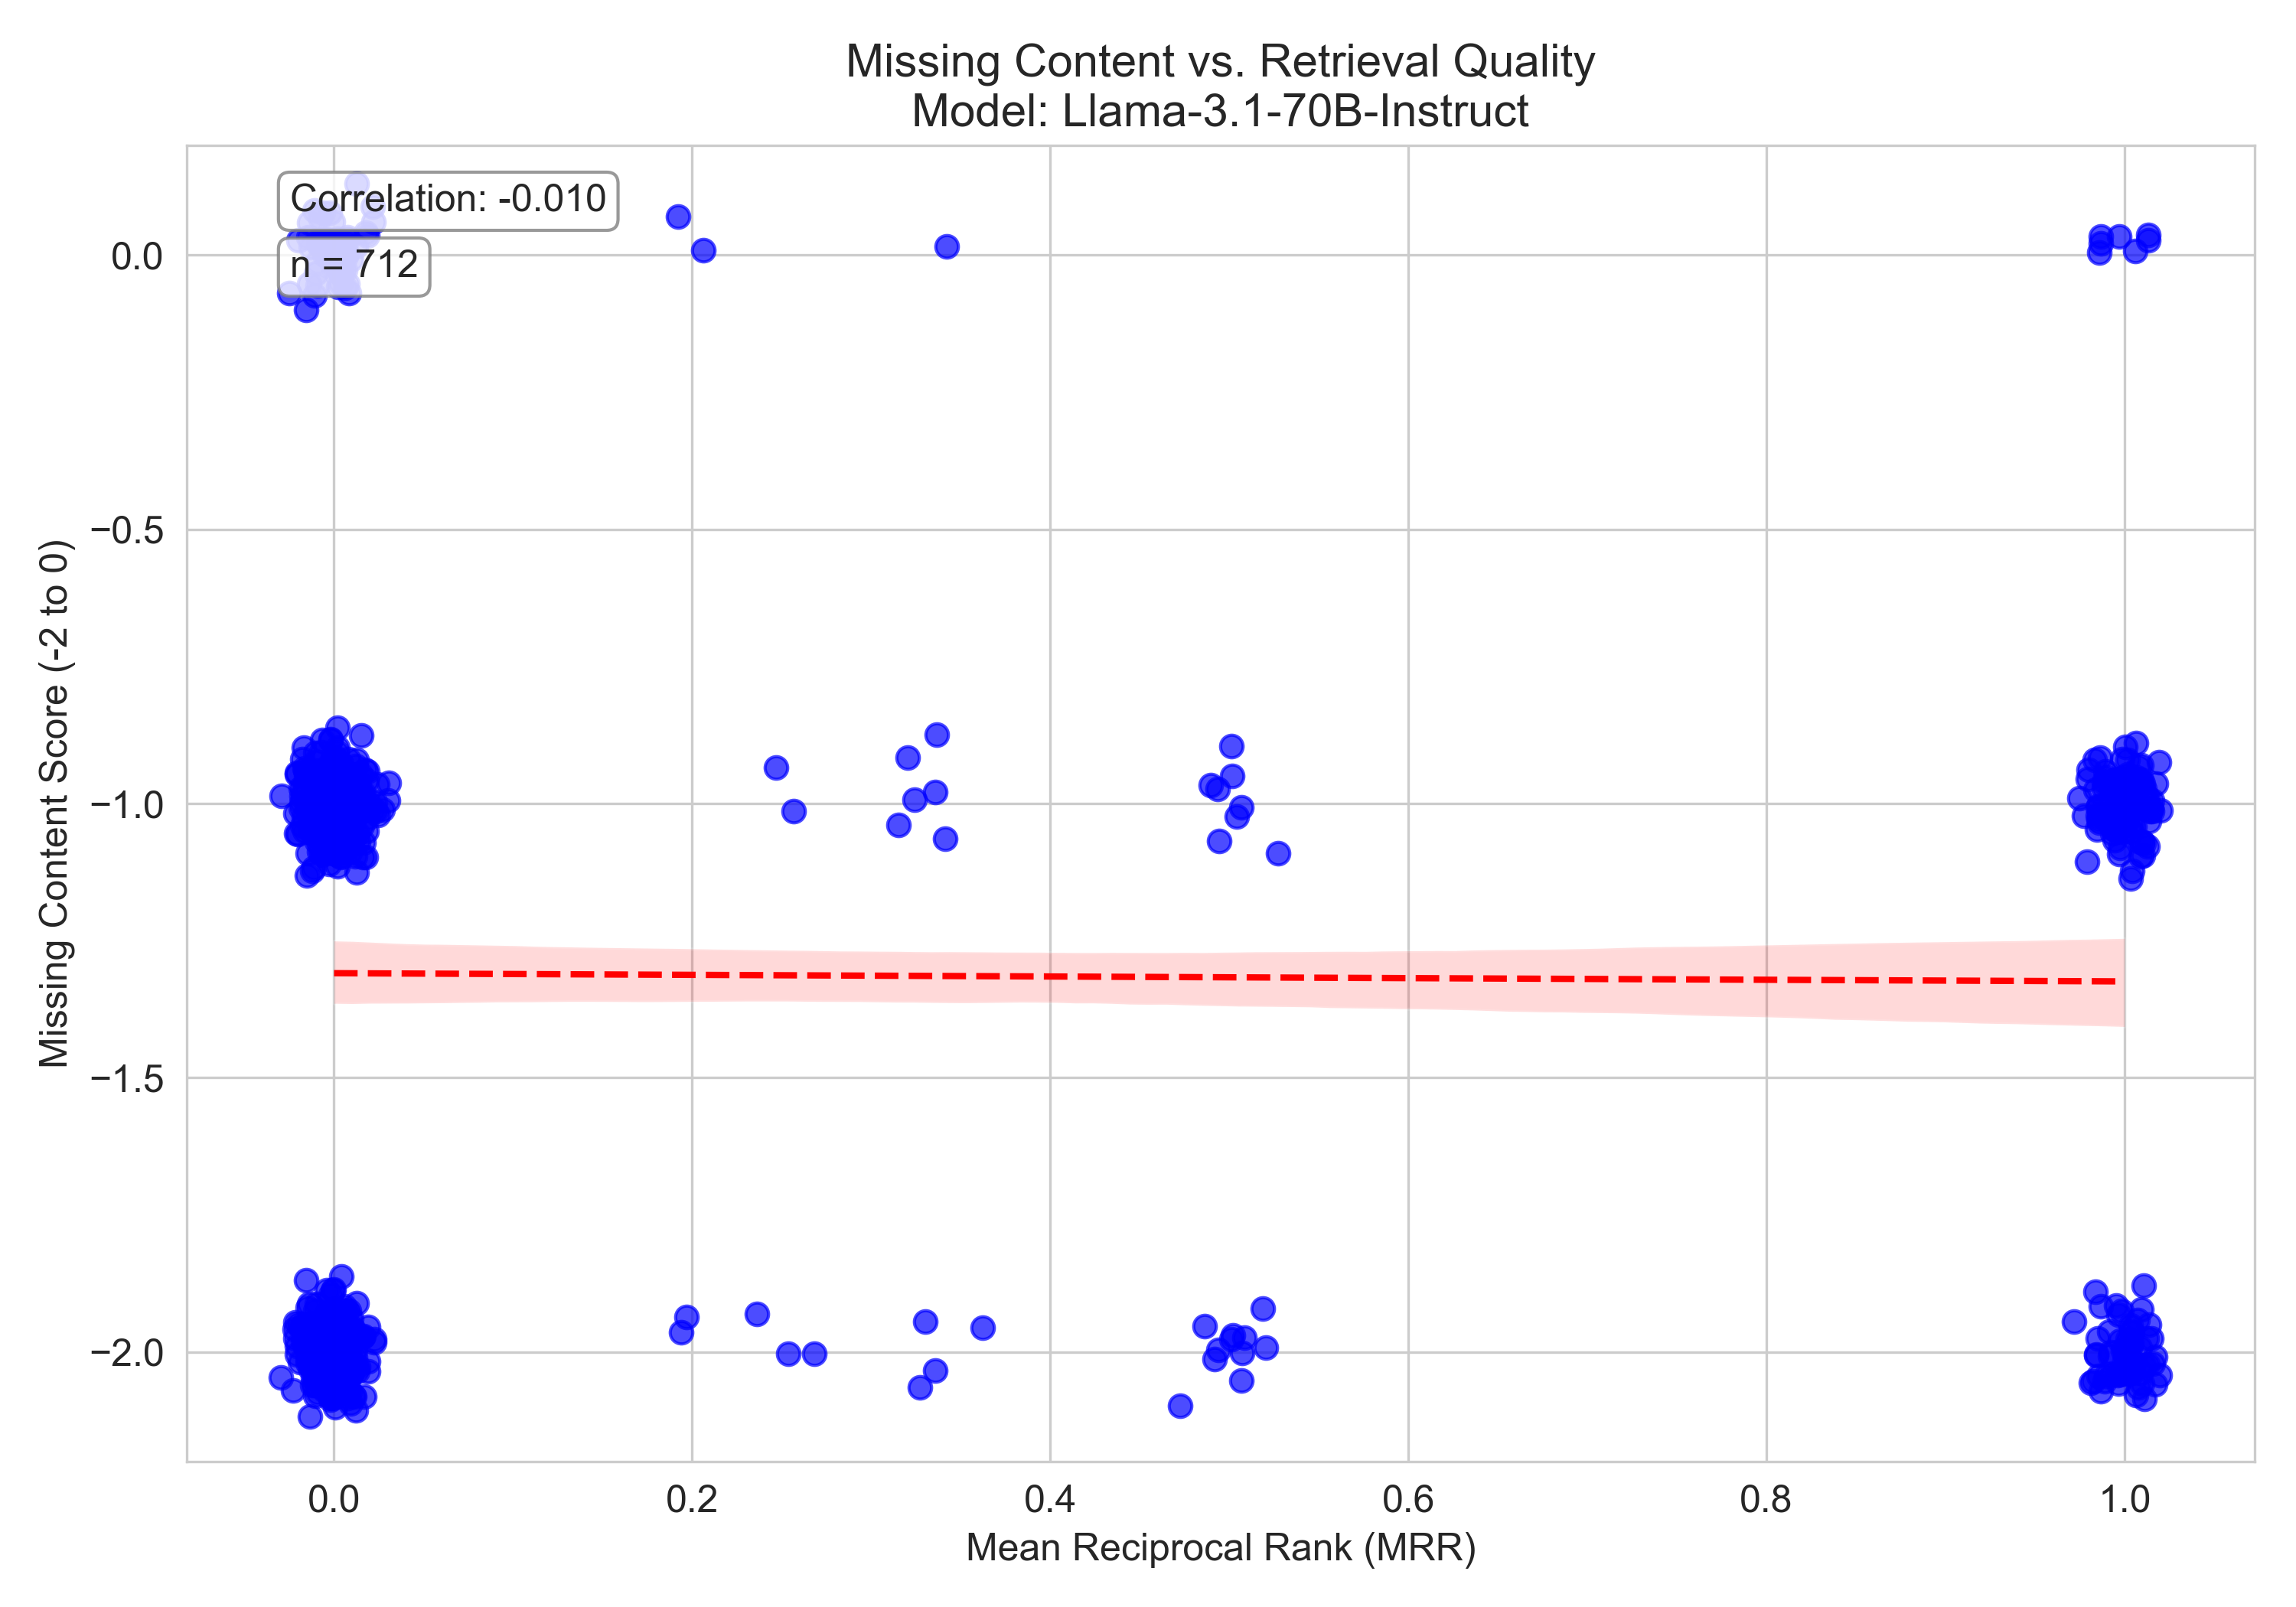 Missing Content vs. Retrieval Quality
Model: Llama-3.1-70B-Instruct
Correlation: -0.010
n = 712
0.0
−0.5
−1.0
−1.5
−2.0
Missing Content Score (-2 to 0)
0.0 0.2 0.4 0.6 0.8 1.0
Mean Reciprocal Rank (MRR)